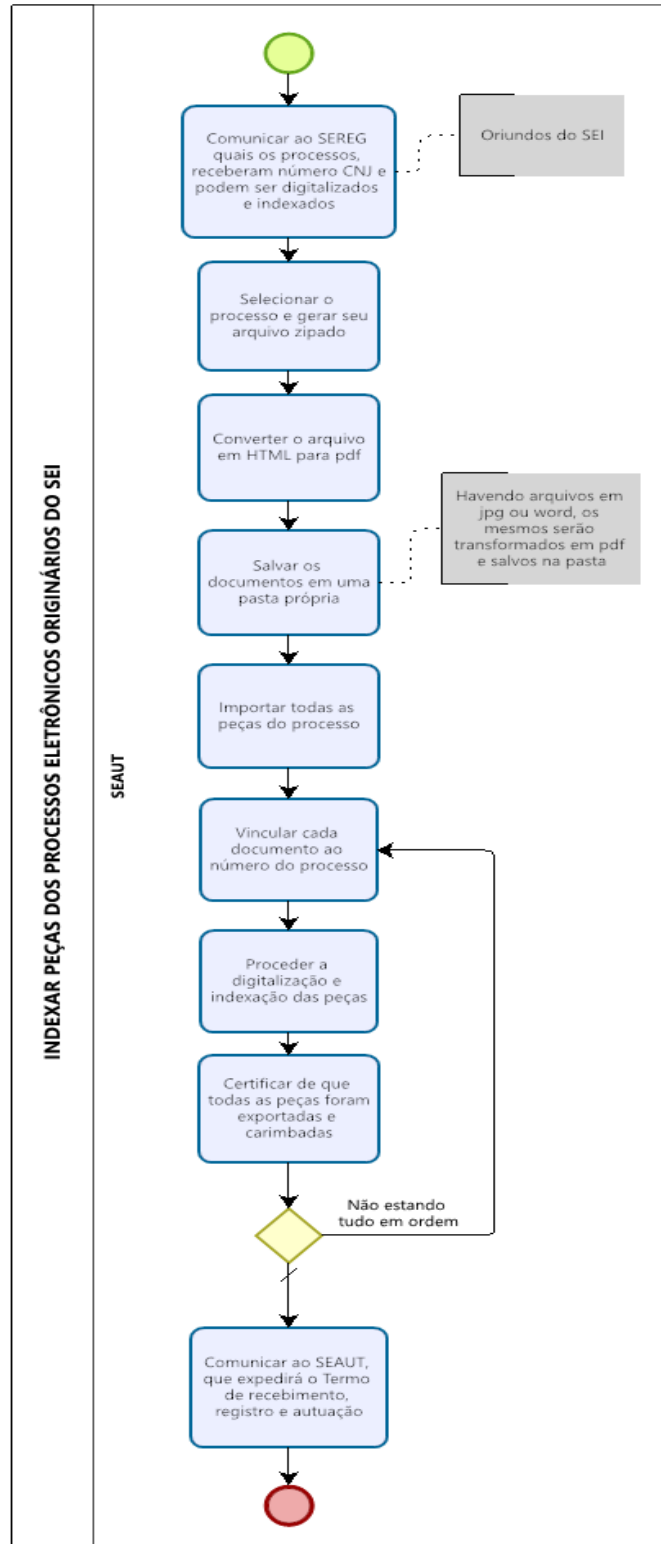 INDEXAR PEÇAS DOS PROCESSOS ELETRÔNICOS ORIGINÁRIOS DO SEI
SEAUT
Comunicar ao SEREG
quais os processos,
receberam número CNJ e
podem ser digitalizados
e indexados
Oriundos do SEI
Selecionar o
processo e gerar seu
arquivo zipado
Converter o arquivo
em HTML para pdf
Havendo arquivos em
jpg ou word, os
mesmos serão
transformados em pdf
e salvos na pasta
Salvar os
documentos em uma
pasta própria
Importar todas as
peças do processo
Vincular cada
documento ao
número do processo
Proceder a
digitalização e
indexação das peças
Certificar de que
todas as peças foram
exportadas e
carimbadas
Não estando
tudo em ordem
Comunicar ao SEAUT,
que expedirá o Termo
de recebimento,
registro e autuação